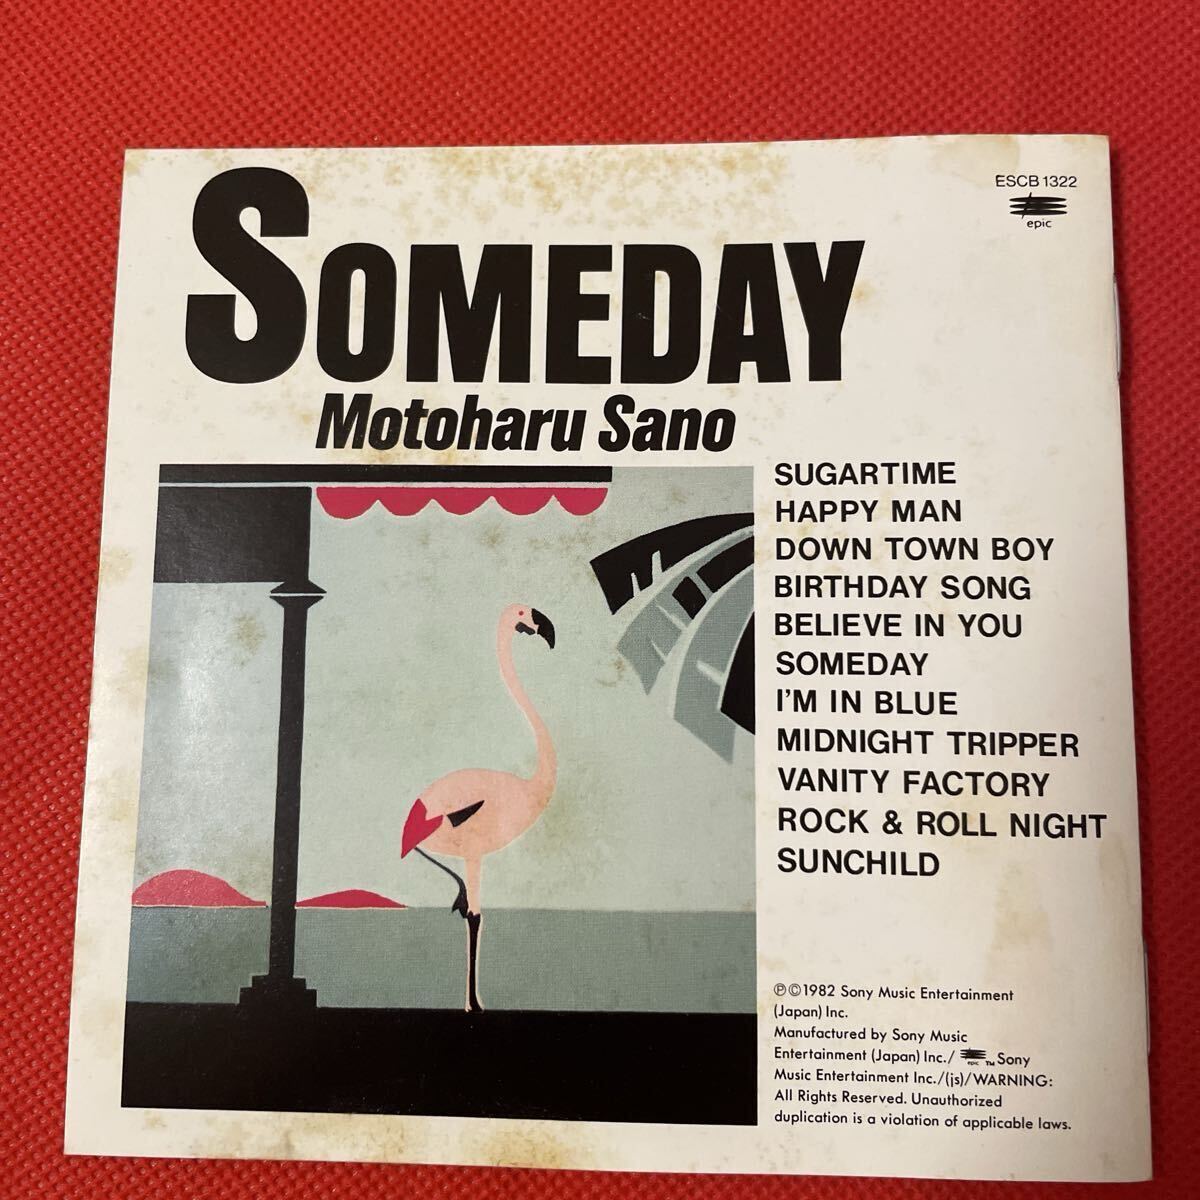 ESCB 1322
epic
SOMEDAY
Motoharu Sano
SUGARTIME
HAPPY MAN
DOWN TOWN BOY
BIRTHDAY SONG
BELIEVE IN YOU
SOMEDAY
I'M IN BLUE
MIDNIGHT TRIPPER
VANITY FACTORY
ROCK & ROLL NIGHT
SUNCHILD
℗©1982 Sony Music Entertainment
(Japan) Inc.
Manufactured by Sony Music
Entertainment (Japan) Inc./ epic ™ Sony
Music Entertainment Inc./(js)/WARNING:
All Rights Reserved. Unauthorized
duplication is a violation of applicable laws.